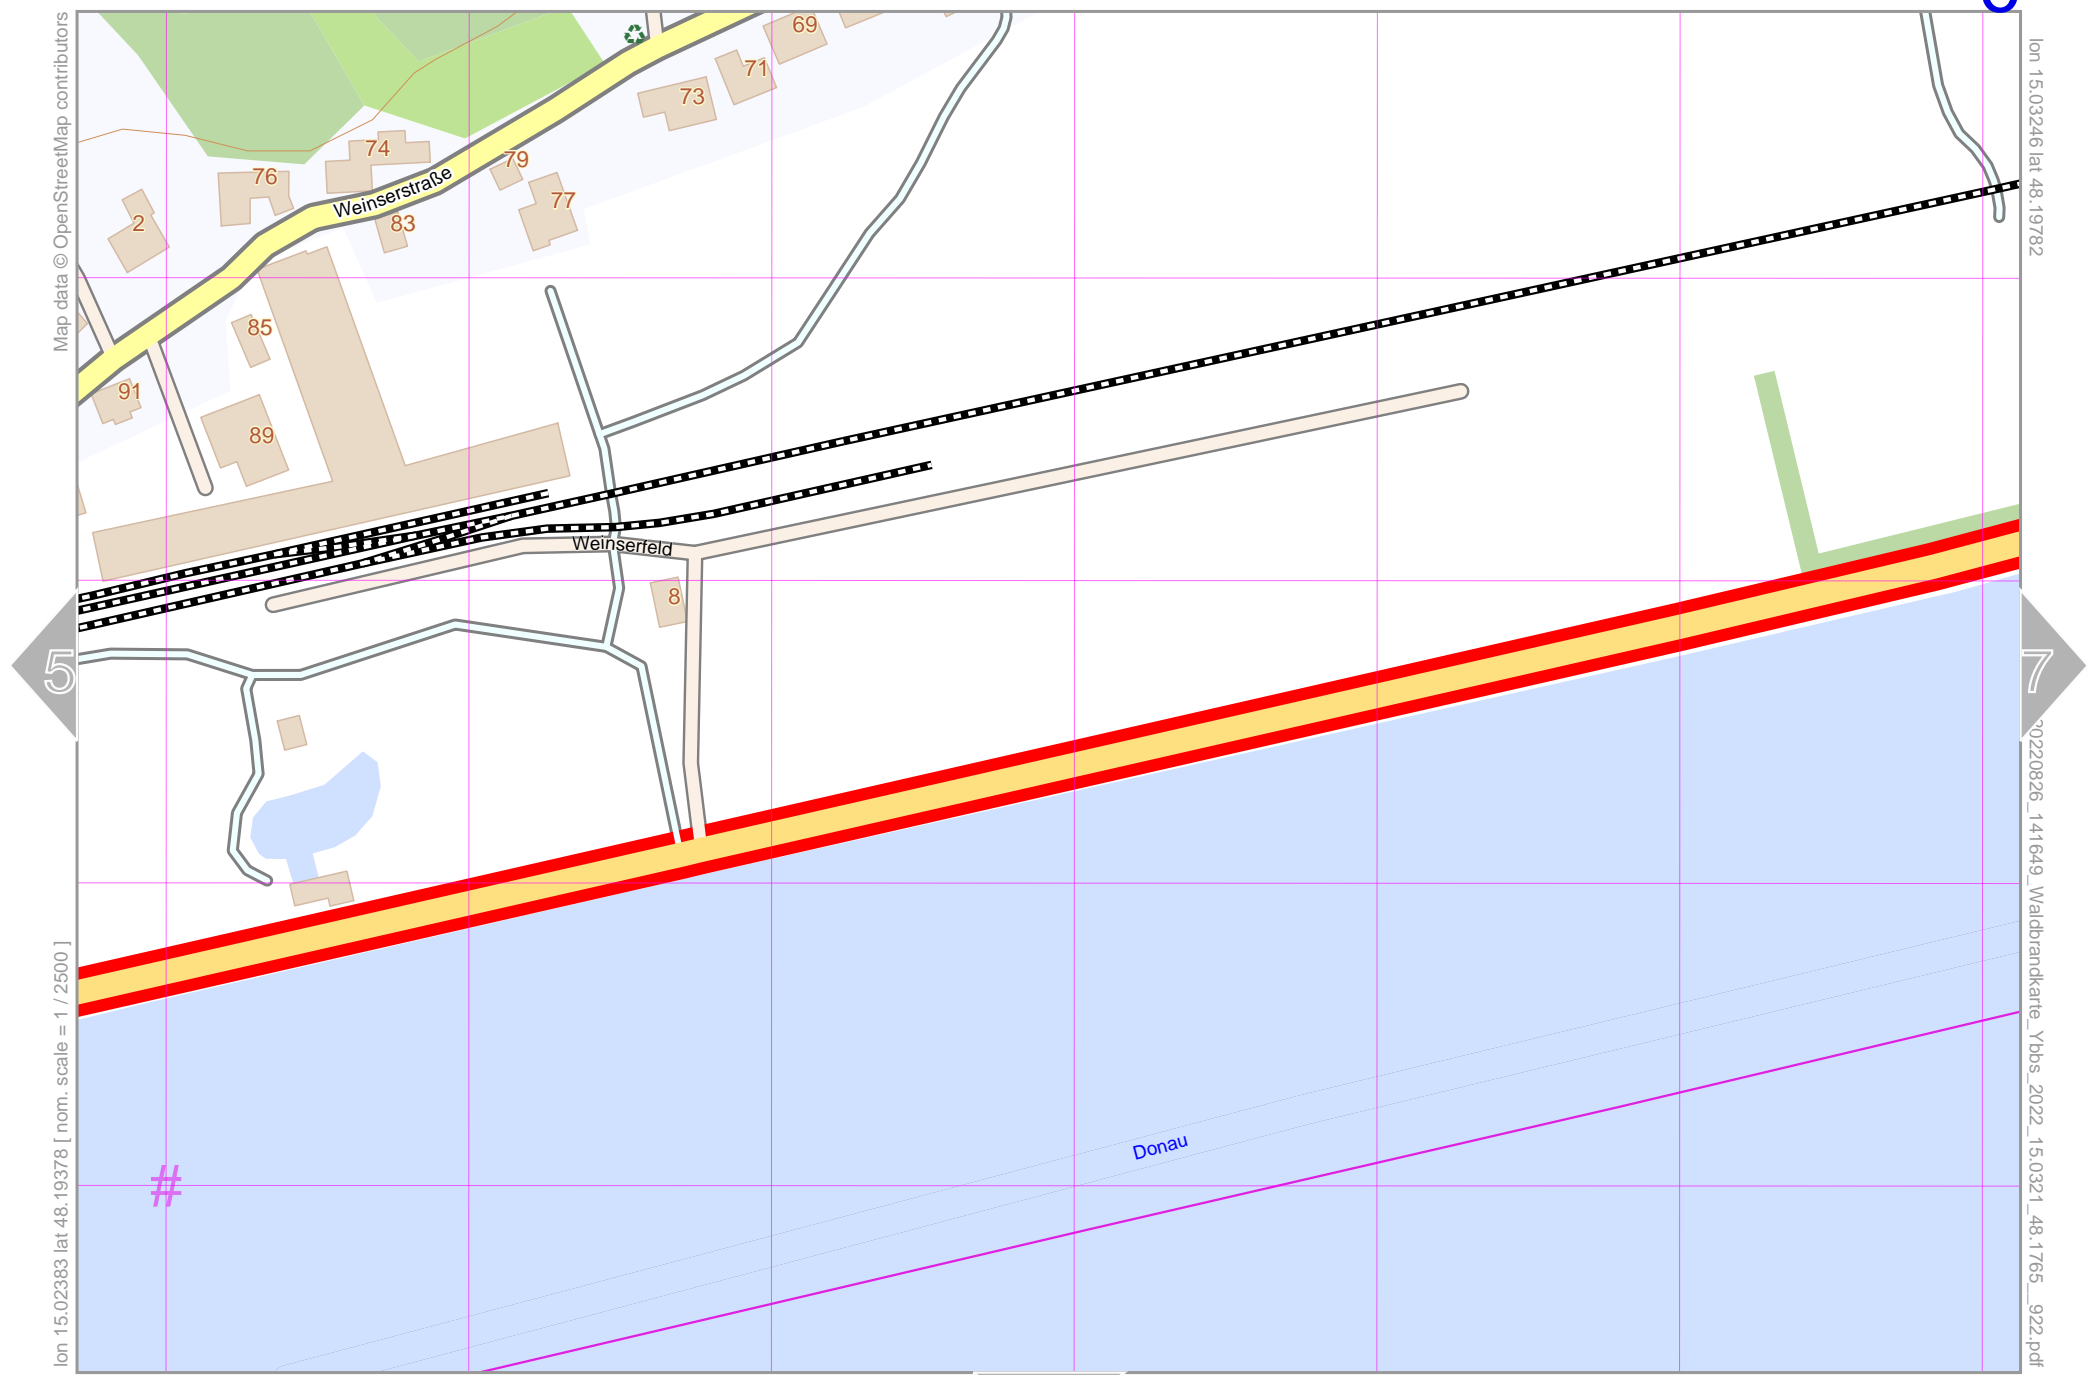 Map data © OpenStreetMap contributors
lon 15.03246 lat 48.19782
69
71
73
74
79
76
Weinserstraße
77
2
83
85
91
89
Weinserfeld
8
5
7
Donau
#
lon 15.02383 lat 48.19378 [ nom. scale = 1 / 2500 ]
20220826_141649_Waldbrandkarte_Ybbs_2022_15.0321_48.1765__922.pdf